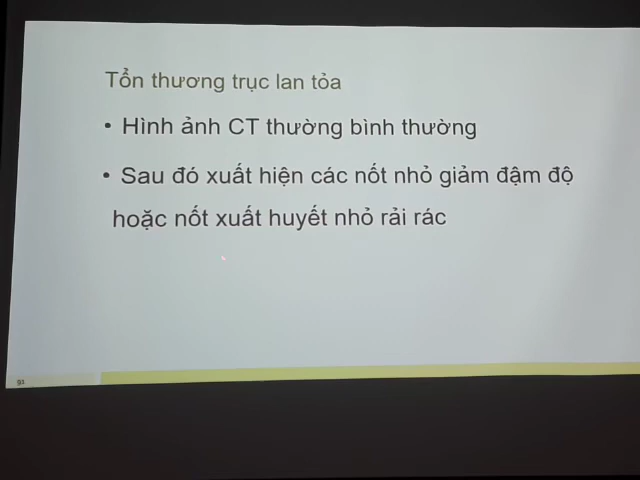 Tổn thương trục lan tỏa
• Hình ảnh CT thường bình thường
• Sau đó xuất hiện các nốt nhỏ giảm đậm độ
hoặc nốt xuất huyết nhỏ rải rác
91